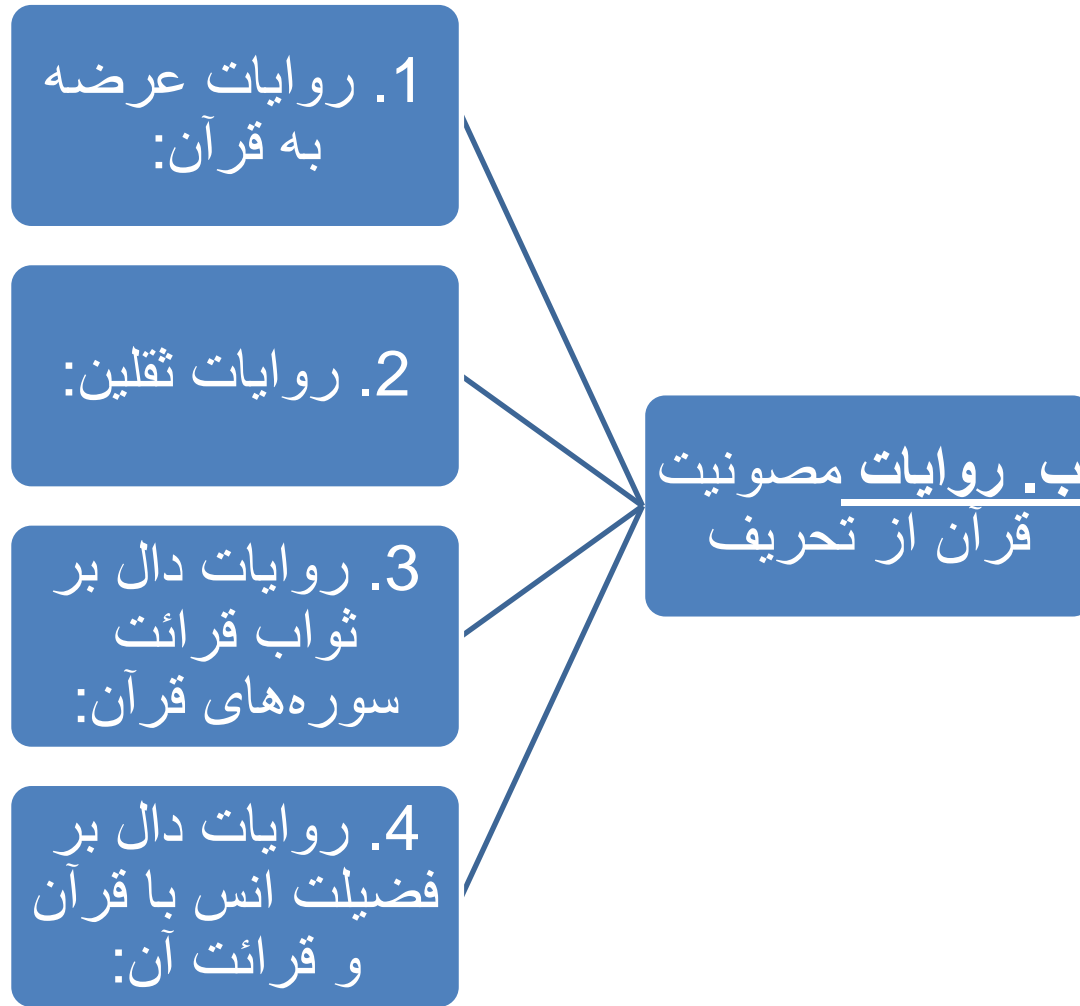 ب. روایات مصونیت
قرآن از تحریف
1. روایات عرضه
به قرآن:
2. روایات ثقلین:
3. روایات دال بر
ثواب قرائت
سوره‌های قرآن:
4. روایات دال بر
فضیلت انس با قرآن
و قرائت آن: